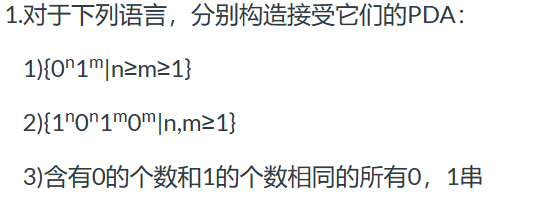 1.对于下列语言，分别构造接受它们的PDA：
1){0ⁿ1ᵐ|n≥m≥1}
2){1ⁿ0ⁿ1ᵐ0ᵐ|n,m≥1}
3)含有0的个数和1的个数相同的所有0，1串